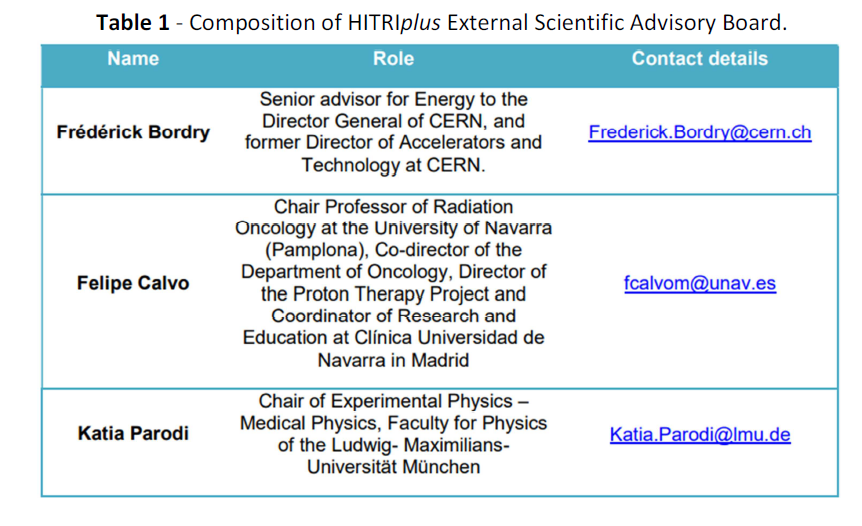 Table 1 - Composition of HITRIplus External Scientific Advisory Board.
Name Role Contact details
Frédérick Bordry
Senior advisor for Energy to the
Director General of CERN, and
former Director of Accelerators and
Technology at CERN.
Frederick.Bordry@cern.ch
Felipe Calvo
Chair Professor of Radiation
Oncology at the University of Navarra
(Pamplona), Co-director of the
Department of Oncology, Director of
the Proton Therapy Project and
Coordinator of Research and
Education at Clínica Universidad de
Navarra in Madrid
fcalvom@unav.es
Katia Parodi
Chair of Experimental Physics –
Medical Physics, Faculty for Physics
of the Ludwig- Maximilians-
Universität München
Katia.Parodi@lmu.de